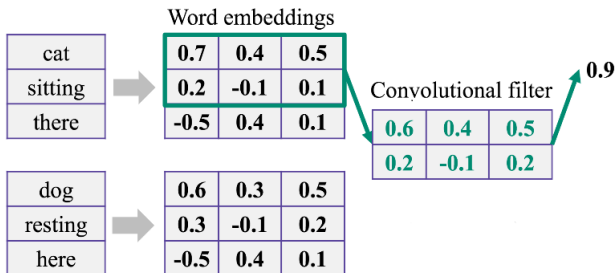 Word embeddings
cat 0.7 0.4 0.5
sitting 0.2 -0.1 0.1
there -0.5 0.4 0.1
Convolutional filter
0.6 0.4 0.5
0.2 -0.1 0.2
0.9
dog 0.6 0.3 0.5
resting 0.3 -0.1 0.2
here -0.5 0.4 0.1